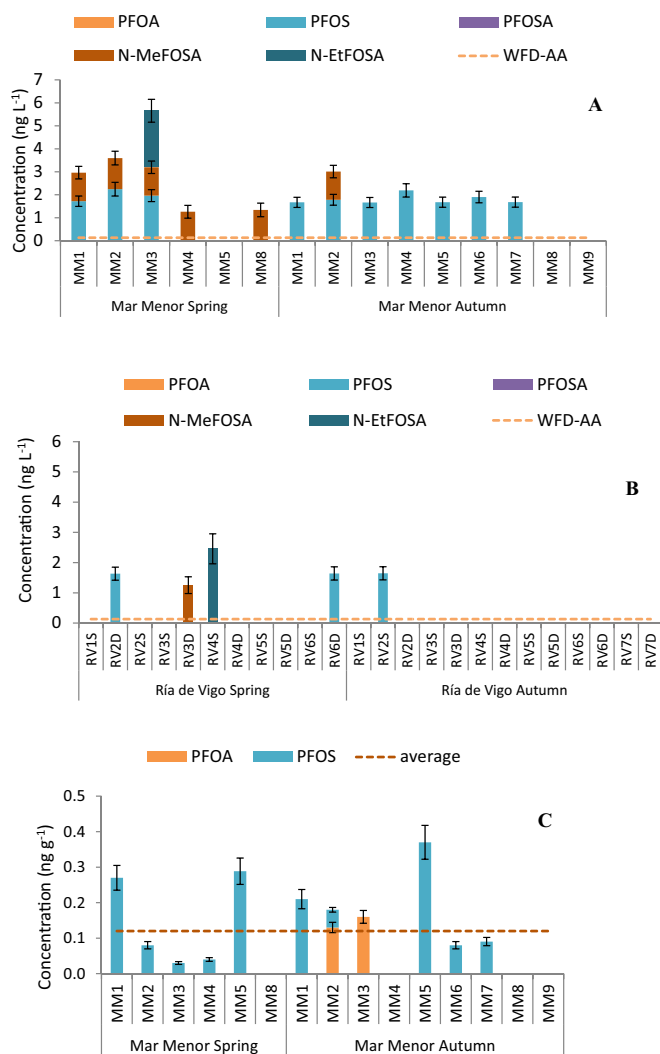 PFOA PFOS PFOSA
N-MeFOSA N-EtFOSA WFD-AA
A
Concentration (ng L⁻¹)
7
6
5
4
3
2
1
0
MM1 MM2 MM3 MM4 MM5 MM8 MM1 MM2 MM3 MM4 MM5 MM6 MM7 MM8 MM9
Mar Menor Spring Mar Menor Autumn
PFOA PFOS PFOSA
N-MeFOSA N-EtFOSA WFD-AA
B
Concentration (ng L⁻¹)
6
5
4
3
2
1
0
RV1S RV2D RV2S RV3S RV3D RV4S RV4D RV5S RV5D RV6S RV6D RV1S RV2S RV2D RV3S RV3D RV4S RV4D RV5S RV5D RV6S RV6D RV7S RV7D
Ría de Vigo Spring Ría de Vigo Autumn
PFOA PFOS average
C
Concentration (ng g⁻¹)
0.5
0.4
0.3
0.2
0.1
0.0
MM1 MM2 MM3 MM4 MM5 MM8 MM1 MM2 MM3 MM4 MM5 MM6 MM7 MM8 MM9
Mar Menor Spring Mar Menor Autumn